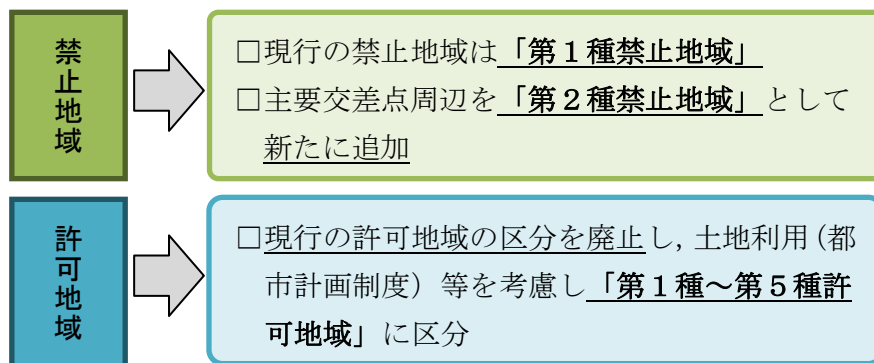 禁止地域
□現行の禁止地域は「第1種禁止地域」
□主要交差点周辺を「第2種禁止地域」として
新たに追加
許可地域
□現行の許可地域の区分を廃止し，土地利用（都
市計画制度）等を考慮し「第1種～第5種許
可地域」に区分